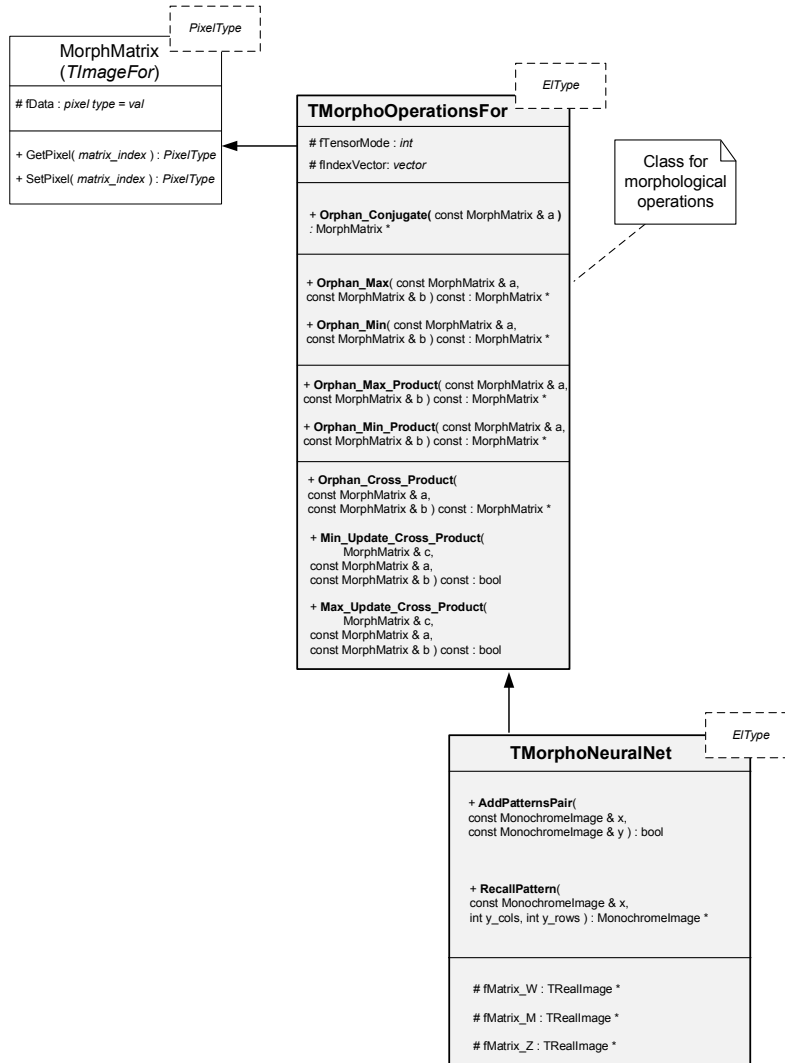 PixelType
MorphMatrix
(TImageFor)
# fData : pixel type = val
+ GetPixel( matrix_index ) : PixelType
+ SetPixel( matrix_index ) : PixelType
ElType
TMorphoOperationsFor
# fTensorMode : int
# fIndexVector: vector
+ Orphan_Conjugate( const MorphMatrix & a )
: MorphMatrix *
+ Orphan_Max( const MorphMatrix & a,
const MorphMatrix & b ) const : MorphMatrix *
+ Orphan_Min( const MorphMatrix & a,
const MorphMatrix & b ) const : MorphMatrix *
+ Orphan_Max_Product( const MorphMatrix & a,
const MorphMatrix & b ) const : MorphMatrix *
+ Orphan_Min_Product( const MorphMatrix & a,
const MorphMatrix & b ) const : MorphMatrix *
+ Orphan_Cross_Product(
const MorphMatrix & a,
const MorphMatrix & b ) const : MorphMatrix *
+ Min_Update_Cross_Product(
MorphMatrix & c,
const MorphMatrix & a,
const MorphMatrix & b ) const : bool
+ Max_Update_Cross_Product(
MorphMatrix & c,
const MorphMatrix & a,
const MorphMatrix & b ) const : bool
Class for
morphological
operations
ElType
TMorphoNeuralNet
+ AddPatternsPair(
const MonochromeImage & x,
const MonochromeImage & y ) : bool
+ RecallPattern(
const MonochromeImage & x,
int y_cols, int y_rows ) : MonochromeImage *
# fMatrix_W : TRealImage *
# fMatrix_M : TRealImage *
# fMatrix_Z : TRealImage *